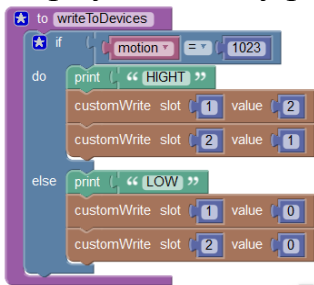 to writeToDevices
if motion = 1023
do print “ HIGHT ”
customWrite slot 1 value 2
customWrite slot 2 value 1
else print “ LOW ”
customWrite slot 1 value 0
customWrite slot 2 value 0